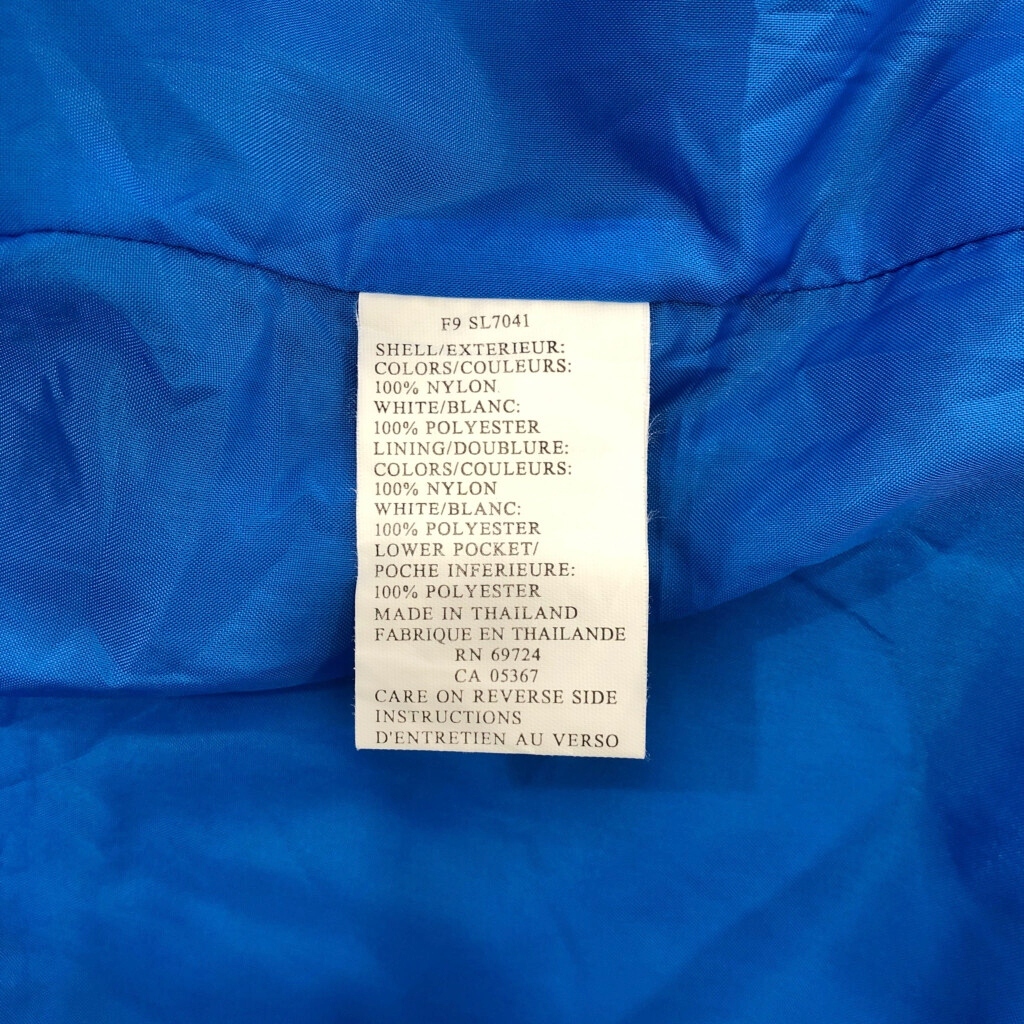 F9 SL7041
SHELL/EXTERIEUR:
COLORS/COULEURS:
100% NYLON
WHITE/BLANC:
100% POLYESTER
LINING/DOUBLURE:
COLORS/COULEURS:
100% NYLON
WHITE/BLANC:
100% POLYESTER
LOWER POCKET/
POCHE INFERIEURE:
100% POLYESTER
MADE IN THAILAND
FABRIQUE EN THAILANDE
RN 69724
CA 05367
CARE ON REVERSE SIDE
INSTRUCTIONS
D'ENTRETIEN AU VERSO